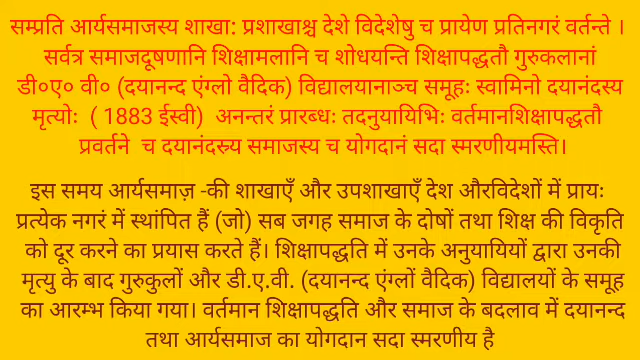 सम्प्रति आर्यसमाजस्य शाखा: प्रशाखाश्च देशे विदेशेषु च प्रायेण प्रतिनगरं वर्तन्ते ।
सर्वत्र समाजदूषणानि शिक्षामलानि च शोधयन्ति शिक्षापद्धतौ गुरुकलानां
डी०ए० वी० (दयानन्द एंग्लो वैदिक) विद्यालयानाञ्च समूहः स्वामिनो दयानंदस्य
मृत्योः ( 1883 ईस्वी) अनन्तरं प्रारब्धः तदनुयायिभिः वर्तमानशिक्षापद्धतौ
प्रवर्तने च दयानंदस्र्य समाजस्य च योगदानं सदा स्मरणीयमस्ति।
इस समय आर्यसमाज़ -की शाखाएँ और उपशाखाएँ देश औरविदेशों में प्रायः
प्रत्येक नगरं में स्थांपित हैं (जो) सब जगह समाज के दोषों तथा शिक्ष की विकृति
को दूर करने का प्रयास करते हैं। शिक्षापद्धति में उनके अनुयायियों द्वारा उनकी
मृत्यु के बाद गुरुकुलों और डी.ए.वी. (दयानन्द एंग्लों वैदिक) विद्यालयों के समूह
का आरम्भ किया गया। वर्तमान शिक्षापद्धति और समाज के बदलाव में दयानन्द
तथा आर्यसमाज का योगदान सदा स्मरणीय है